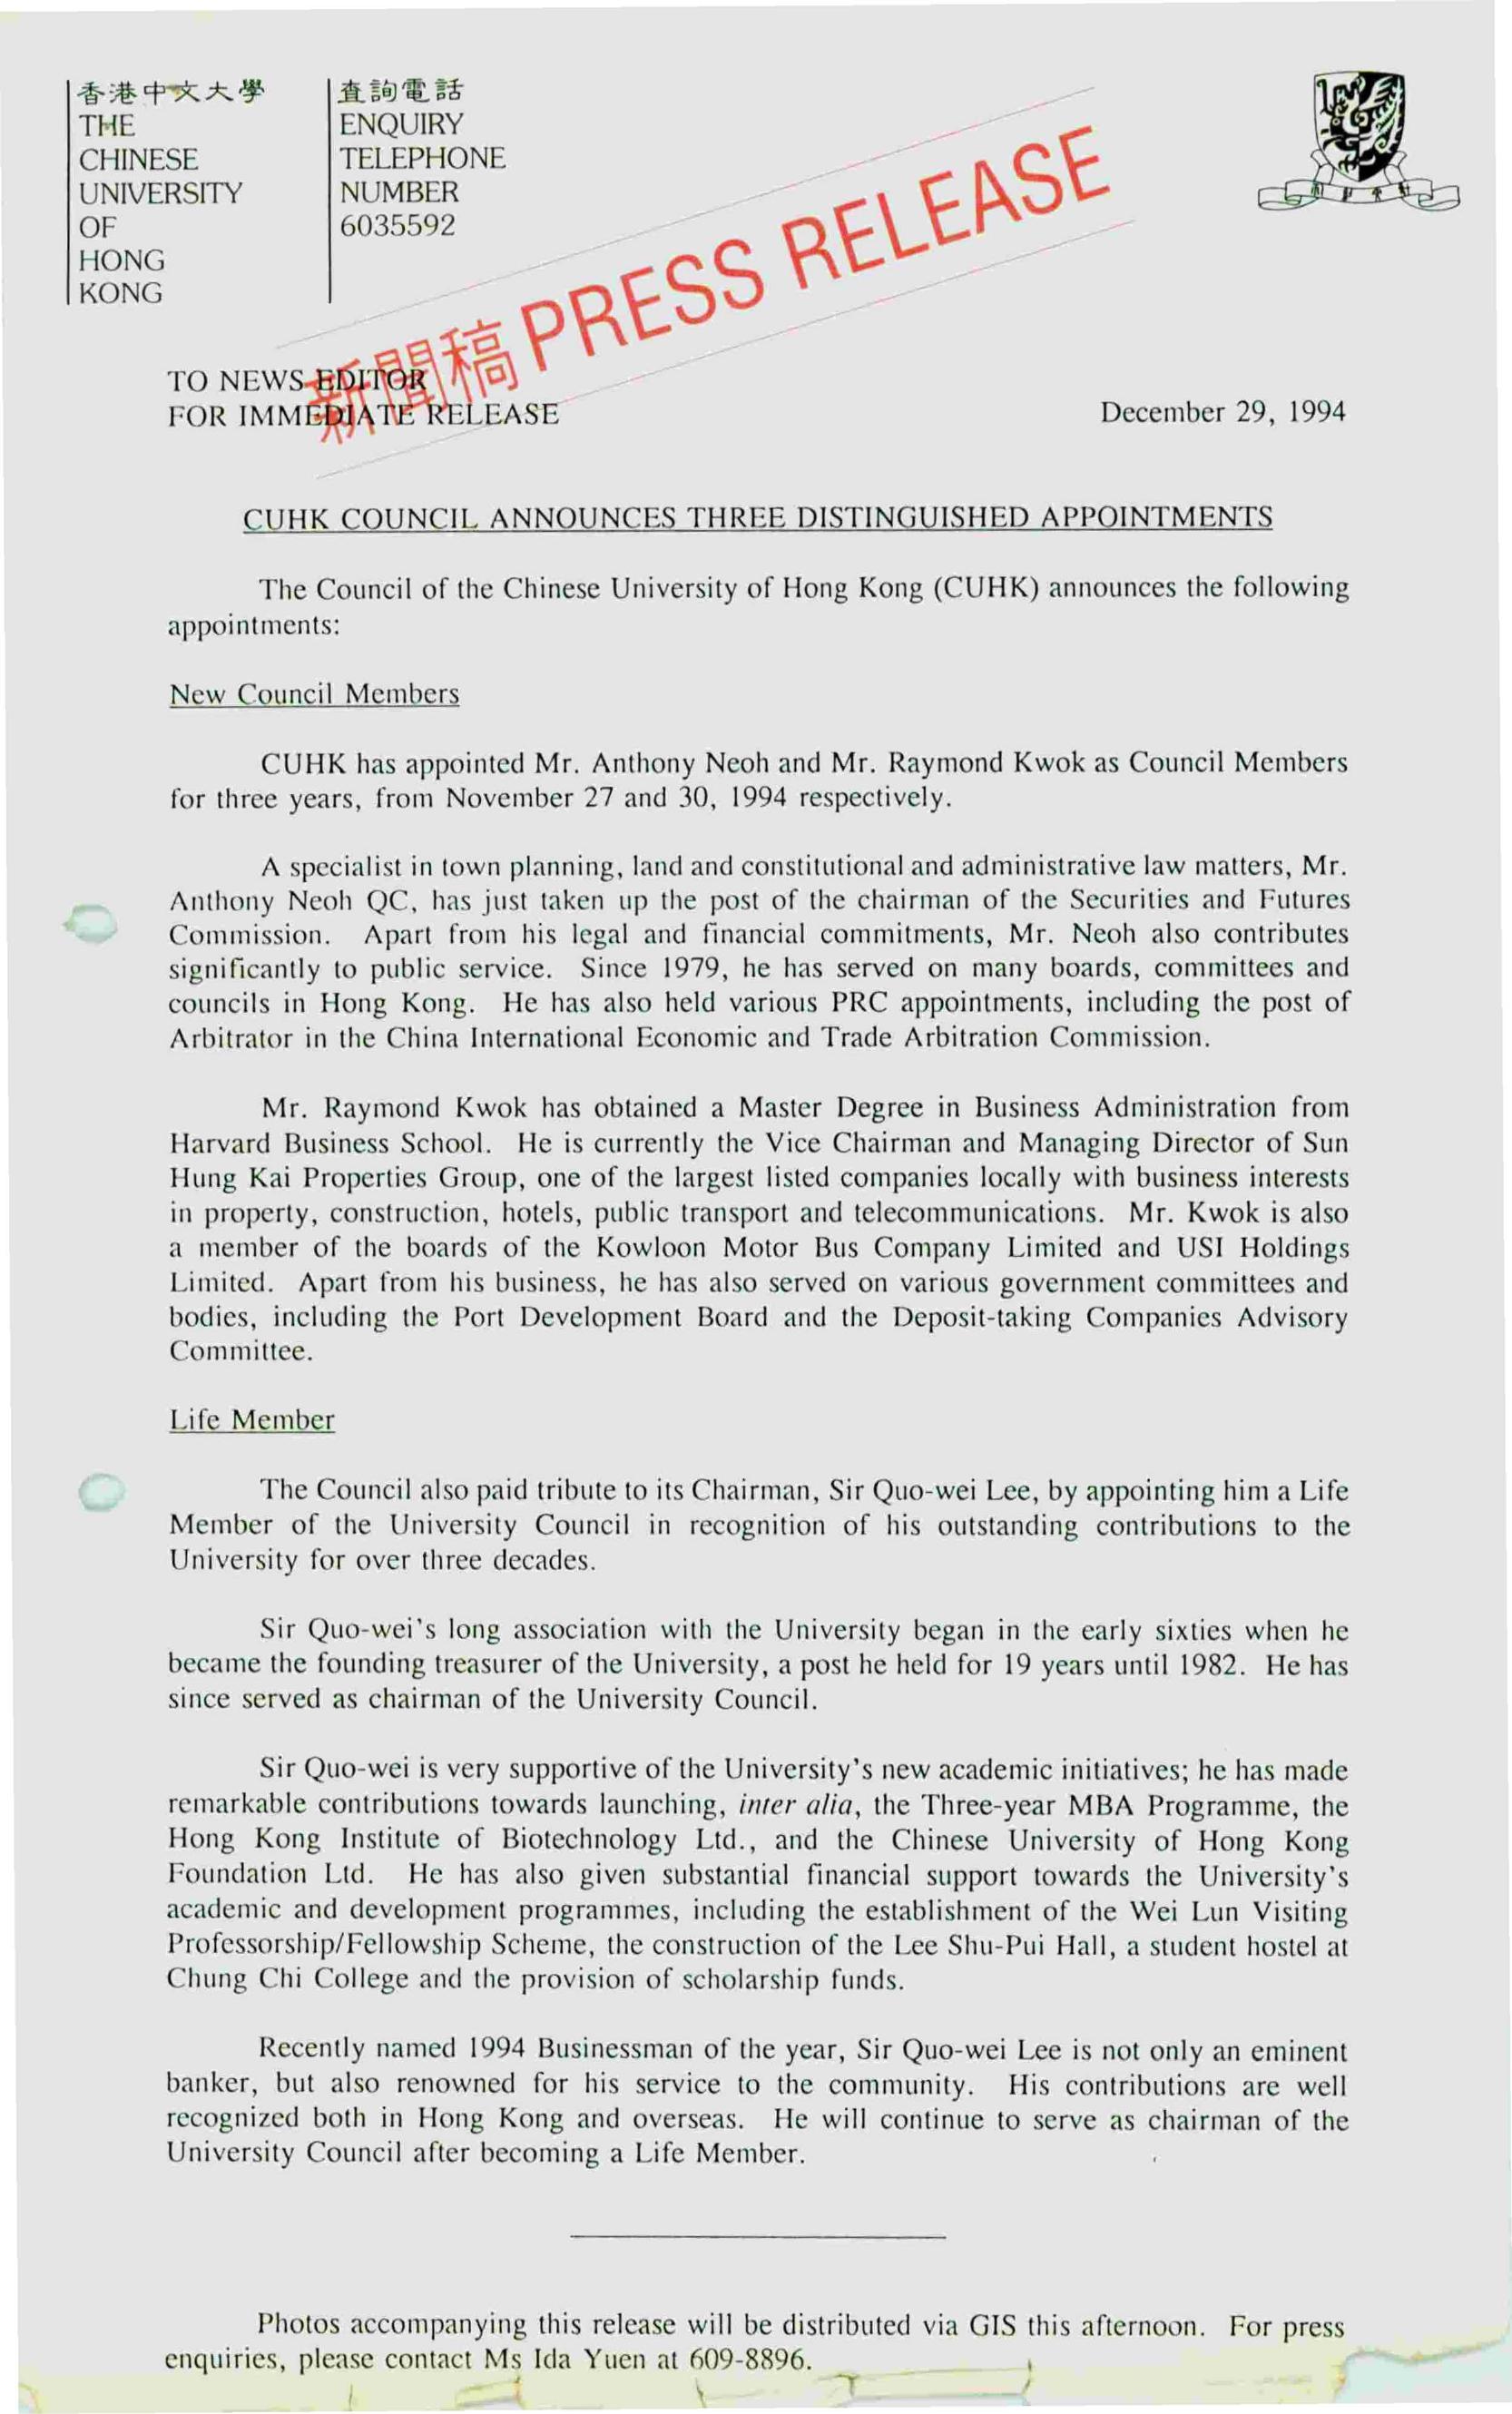 香港中文大學
THE
CHINESE
UNIVERSITY
OF
HONG
KONG
查詢電話
ENQUIRY
TELEPHONE
NUMBER
6035592
新聞稿 PRESS RELEASE
TO NEWS EDITOR
FOR IMMEDIATE RELEASE
December 29, 1994
CUHK COUNCIL ANNOUNCES THREE DISTINGUISHED APPOINTMENTS
The Council of the Chinese University of Hong Kong (CUHK) announces the following
appointments:
New Council Members
CUHK has appointed Mr. Anthony Neoh and Mr. Raymond Kwok as Council Members
for three years, from November 27 and 30, 1994 respectively.
A specialist in town planning, land and constitutional and administrative law matters, Mr.
Anthony Neoh QC, has just taken up the post of the chairman of the Securities and Futures
Commission. Apart from his legal and financial commitments, Mr. Neoh also contributes
significantly to public service. Since 1979, he has served on many boards, committees and
councils in Hong Kong. He has also held various PRC appointments, including the post of
Arbitrator in the China International Economic and Trade Arbitration Commission.
Mr. Raymond Kwok has obtained a Master Degree in Business Administration from
Harvard Business School. He is currently the Vice Chairman and Managing Director of Sun
Hung Kai Properties Group, one of the largest listed companies locally with business interests
in property, construction, hotels, public transport and telecommunications. Mr. Kwok is also
a member of the boards of the Kowloon Motor Bus Company Limited and USI Holdings
Limited. Apart from his business, he has also served on various government committees and
bodies, including the Port Development Board and the Deposit-taking Companies Advisory
Committee.
Life Member
The Council also paid tribute to its Chairman, Sir Quo-wei Lee, by appointing him a Life
Member of the University Council in recognition of his outstanding contributions to the
University for over three decades.
Sir Quo-wei's long association with the University began in the early sixties when he
became the founding treasurer of the University, a post he held for 19 years until 1982. He has
since served as chairman of the University Council.
Sir Quo-wei is very supportive of the University's new academic initiatives; he has made
remarkable contributions towards launching, inter alia, the Three-year MBA Programme, the
Hong Kong Institute of Biotechnology Ltd., and the Chinese University of Hong Kong
Foundation Ltd. He has also given substantial financial support towards the University's
academic and development programmes, including the establishment of the Wei Lun Visiting
Professorship/Fellowship Scheme, the construction of the Lee Shu-Pui Hall, a student hostel at
Chung Chi College and the provision of scholarship funds.
Recently named 1994 Businessman of the year, Sir Quo-wei Lee is not only an eminent
banker, but also renowned for his service to the community. His contributions are well
recognized both in Hong Kong and overseas. He will continue to serve as chairman of the
University Council after becoming a Life Member.
Photos accompanying this release will be distributed via GIS this afternoon. For press
enquiries, please contact Ms Ida Yuen at 609-8896.